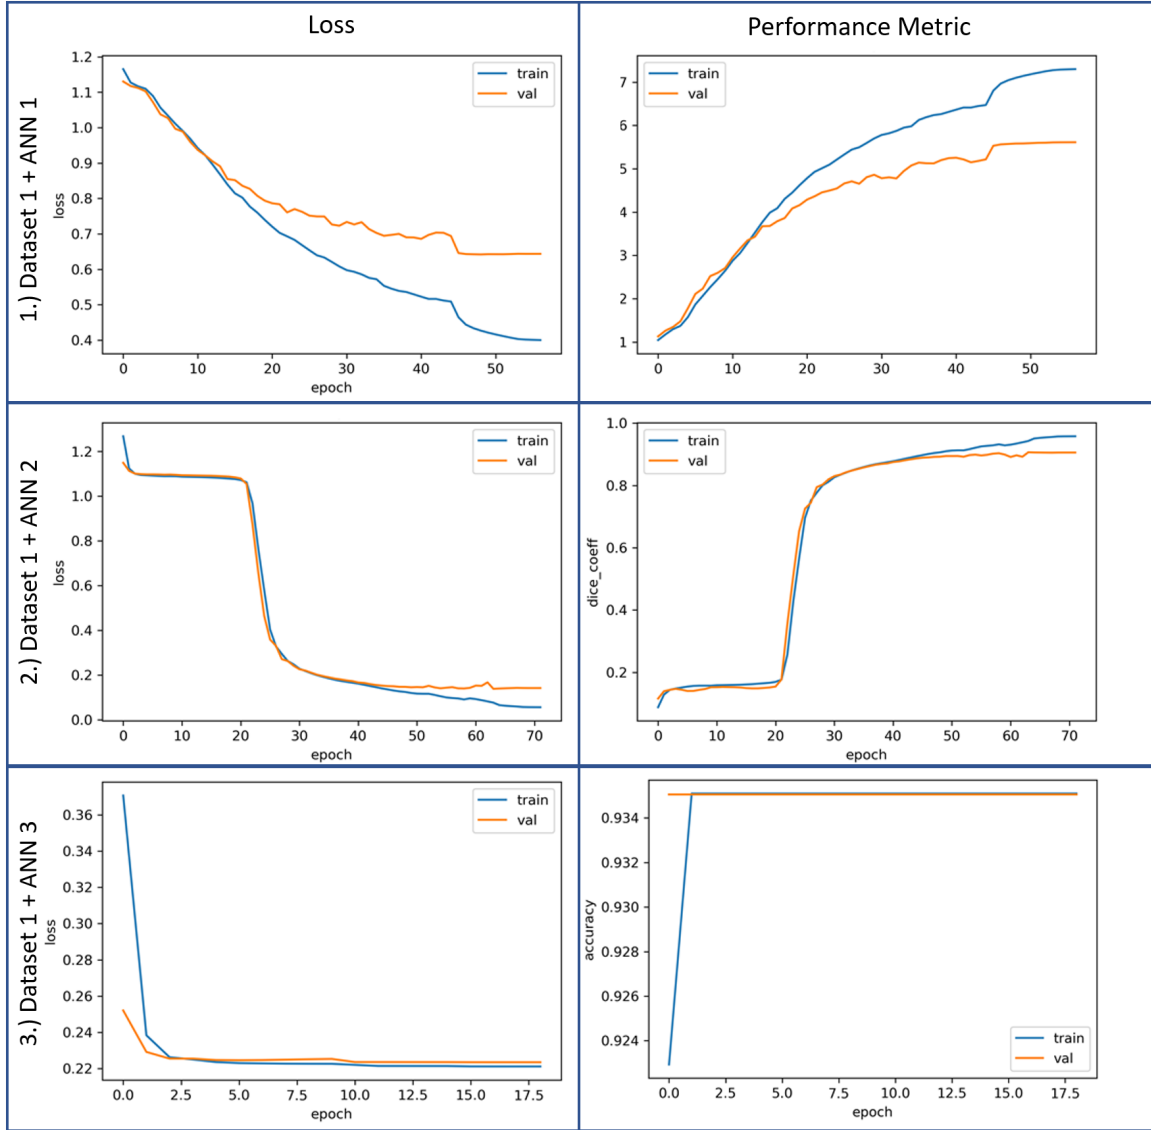 Loss
Performance Metric
1.) Dataset 1 + ANN 1
1.2
1.1
1.0
0.9
0.8
0.7
0.6
0.5
0.4
loss
train
val
0 10 20 30 40 50
epoch
7
6
5
4
3
2
1
train
val
0 10 20 30 40 50
2.) Dataset 1 + ANN 2
1.2
1.0
0.8
0.6
0.4
0.2
0.0
loss
train
val
0 10 20 30 40 50 60 70
epoch
1.0
0.8
0.6
0.4
0.2
dice_coeff
train
val
0 10 20 30 40 50 60 70
epoch
3.) Dataset 1 + ANN 3
0.36
0.34
0.32
0.30
0.28
0.26
0.24
0.22
loss
train
val
0.0 2.5 5.0 7.5 10.0 12.5 15.0 17.5
epoch
0.934
0.932
0.930
0.928
0.926
0.924
accuracy
train
val
0.0 2.5 5.0 7.5 10.0 12.5 15.0 17.5
epoch